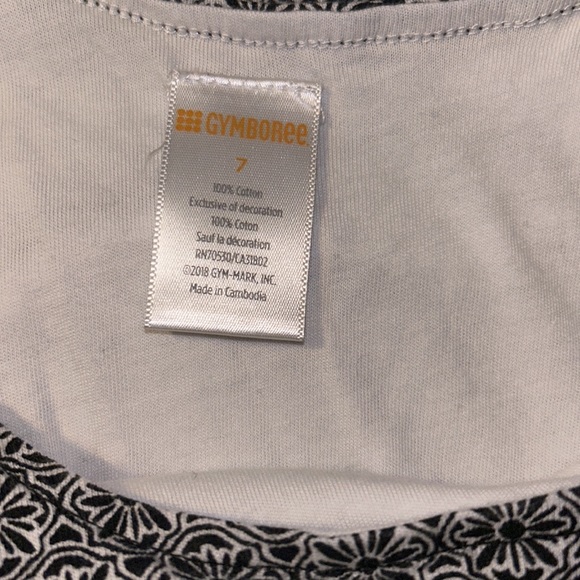 GYMBOREE
7
100% Cotton
Exclusive of decoration
100% Coton
Sauf la décoration
RN70530/CA31802
©2018 GYM-MARK, INC.
Made in Cambodia